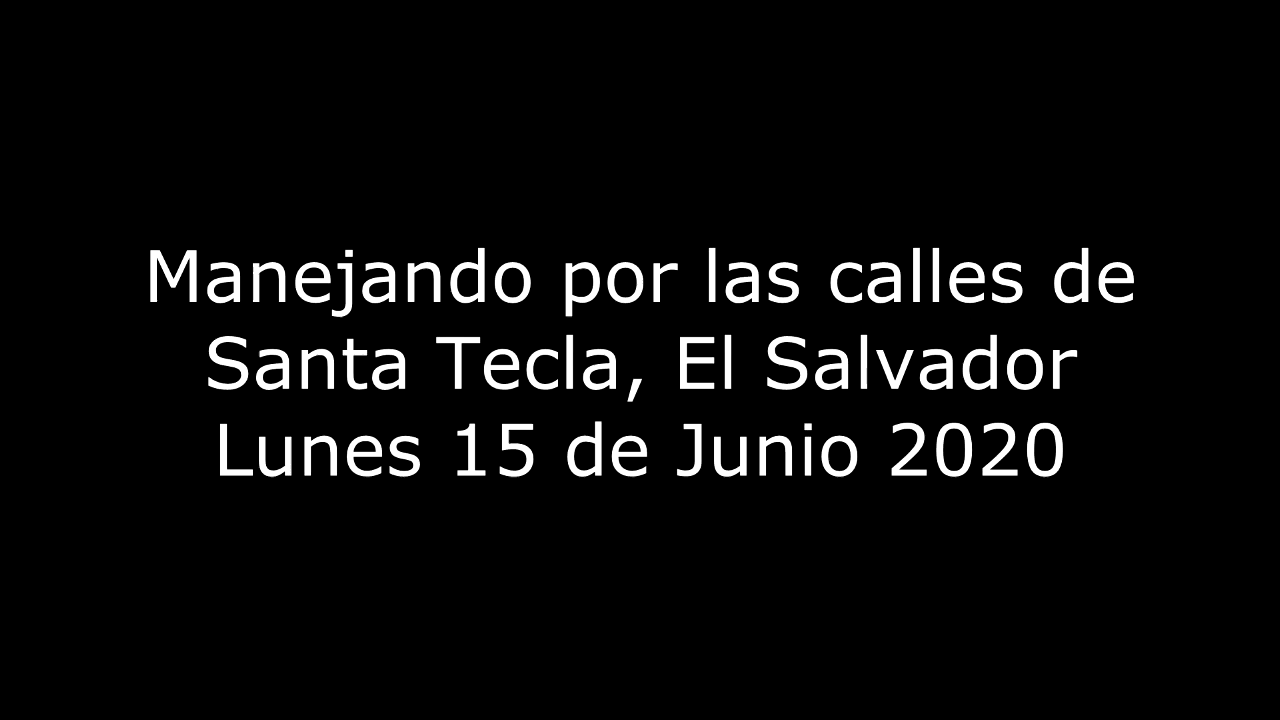 Manejando por las calles de
Santa Tecla, El Salvador
Lunes 15 de Junio 2020